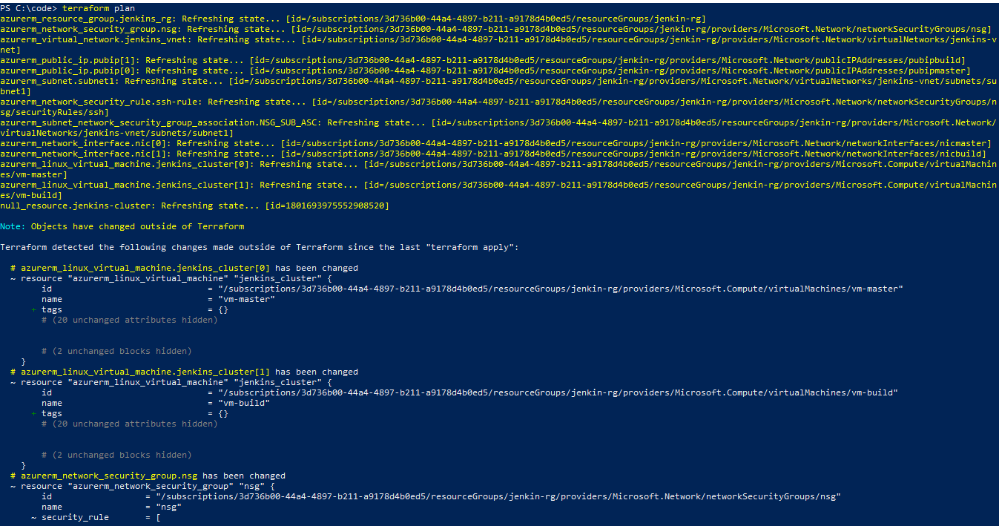 PS C:\code> terraform plan
azurerm_resource_group.jenkins_rg: Refreshing state... [id=/subscriptions/3d736b00-44a4-4897-b211-a9178d4b0ed5/resourceGroups/jenkin-rg]
azurerm_network_security_group.nsg: Refreshing state... [id=/subscriptions/3d736b00-44a4-4897-b211-a9178d4b0ed5/resourceGroups/jenkin-rg/providers/Microsoft.Network/networkSecurityGroups/nsg]
azurerm_virtual_network.jenkins_vnet: Refreshing state... [id=/subscriptions/3d736b00-44a4-4897-b211-a9178d4b0ed5/resourceGroups/jenkin-rg/providers/Microsoft.Network/virtualNetworks/jenkins-v
net]
azurerm_public_ip.pubip[1]: Refreshing state... [id=/subscriptions/3d736b00-44a4-4897-b211-a9178d4b0ed5/resourceGroups/jenkin-rg/providers/Microsoft.Network/publicIPAddresses/pubipbuild]
azurerm_public_ip.pubip[0]: Refreshing state... [id=/subscriptions/3d736b00-44a4-4897-b211-a9178d4b0ed5/resourceGroups/jenkin-rg/providers/Microsoft.Network/publicIPAddresses/pubipmaster]
azurerm_subnet.subnet1: Refreshing state... [id=/subscriptions/3d736b00-44a4-4897-b211-a9178d4b0ed5/resourceGroups/jenkin-rg/providers/Microsoft.Network/virtualNetworks/jenkins-vnet/subnets/su
bnet1]
azurerm_network_security_rule.ssh-rule: Refreshing state... [id=/subscriptions/3d736b00-44a4-4897-b211-a9178d4b0ed5/resourceGroups/jenkin-rg/providers/Microsoft.Network/networkSecurityGroups/n
sg/securityRules/ssh]
azurerm_subnet_network_security_group_association.NSG_SUB_ASC: Refreshing state... [id=/subscriptions/3d736b00-44a4-4897-b211-a9178d4b0ed5/resourceGroups/jenkin-rg/providers/Microsoft.Network/
virtualNetworks/jenkins-vnet/subnets/subnet1]
azurerm_network_interface.nic[0]: Refreshing state... [id=/subscriptions/3d736b00-44a4-4897-b211-a9178d4b0ed5/resourceGroups/jenkin-rg/providers/Microsoft.Network/networkInterfaces/nicmaster]
azurerm_network_interface.nic[1]: Refreshing state... [id=/subscriptions/3d736b00-44a4-4897-b211-a9178d4b0ed5/resourceGroups/jenkin-rg/providers/Microsoft.Network/networkInterfaces/nicbuild]
azurerm_linux_virtual_machine.jenkins_cluster[0]: Refreshing state... [id=/subscriptions/3d736b00-44a4-4897-b211-a9178d4b0ed5/resourceGroups/jenkin-rg/providers/Microsoft.Compute/virtualMachin
es/vm-master]
azurerm_linux_virtual_machine.jenkins_cluster[1]: Refreshing state... [id=/subscriptions/3d736b00-44a4-4897-b211-a9178d4b0ed5/resourceGroups/jenkin-rg/providers/Microsoft.Compute/virtualMachin
es/vm-build]
null_resource.jenkins-cluster: Refreshing state... [id=1801693975552908520]
Note: Objects have changed outside of Terraform
Terraform detected the following changes made outside of Terraform since the last "terraform apply":
# azurerm_linux_virtual_machine.jenkins_cluster[0] has been changed
~ resource "azurerm_linux_virtual_machine" "jenkins_cluster" {
id = "/subscriptions/3d736b00-44a4-4897-b211-a9178d4b0ed5/resourceGroups/jenkin-rg/providers/Microsoft.Compute/virtualMachines/vm-master"
name = "vm-master"
+ tags = {}
# (20 unchanged attributes hidden)
# (2 unchanged blocks hidden)
}
# azurerm_linux_virtual_machine.jenkins_cluster[1] has been changed
~ resource "azurerm_linux_virtual_machine" "jenkins_cluster" {
id = "/subscriptions/3d736b00-44a4-4897-b211-a9178d4b0ed5/resourceGroups/jenkin-rg/providers/Microsoft.Compute/virtualMachines/vm-build"
name = "vm-build"
+ tags = {}
# (20 unchanged attributes hidden)
# (2 unchanged blocks hidden)
}
# azurerm_network_security_group.nsg has been changed
~ resource "azurerm_network_security_group" "nsg" {
id = "/subscriptions/3d736b00-44a4-4897-b211-a9178d4b0ed5/resourceGroups/jenkin-rg/providers/Microsoft.Network/networkSecurityGroups/nsg"
name = "nsg"
~ security_rule = [